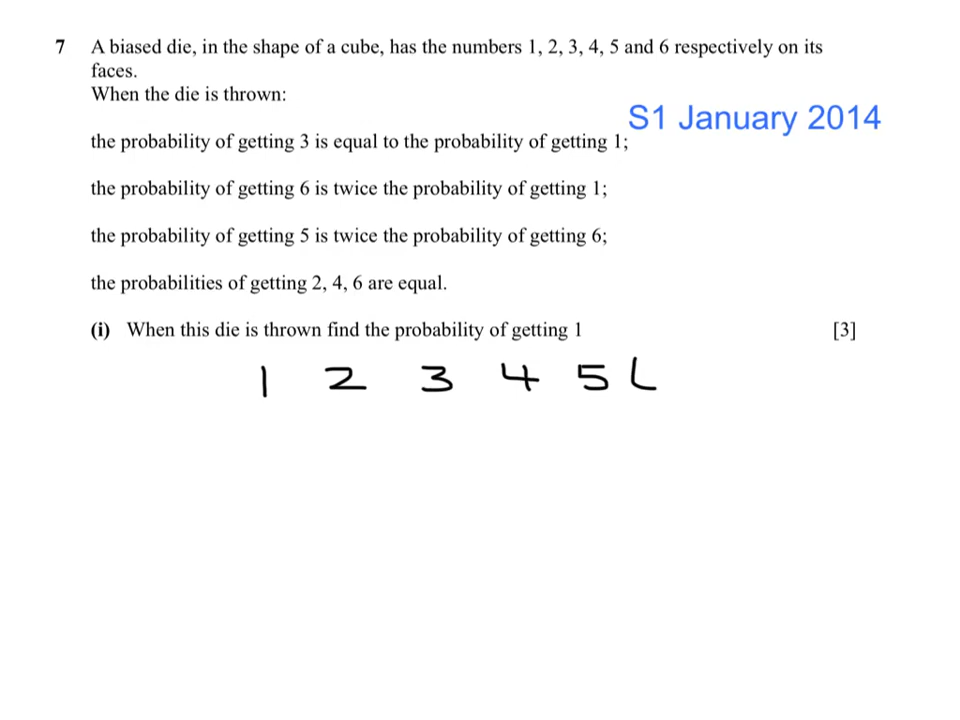 7 A biased die, in the shape of a cube, has the numbers 1, 2, 3, 4, 5 and 6 respectively on its
faces.
When the die is thrown:
S1 January 2014
the probability of getting 3 is equal to the probability of getting 1;
the probability of getting 6 is twice the probability of getting 1;
the probability of getting 5 is twice the probability of getting 6;
the probabilities of getting 2, 4, 6 are equal.
(i) When this die is thrown find the probability of getting 1 [3]
1 2 3 4 5